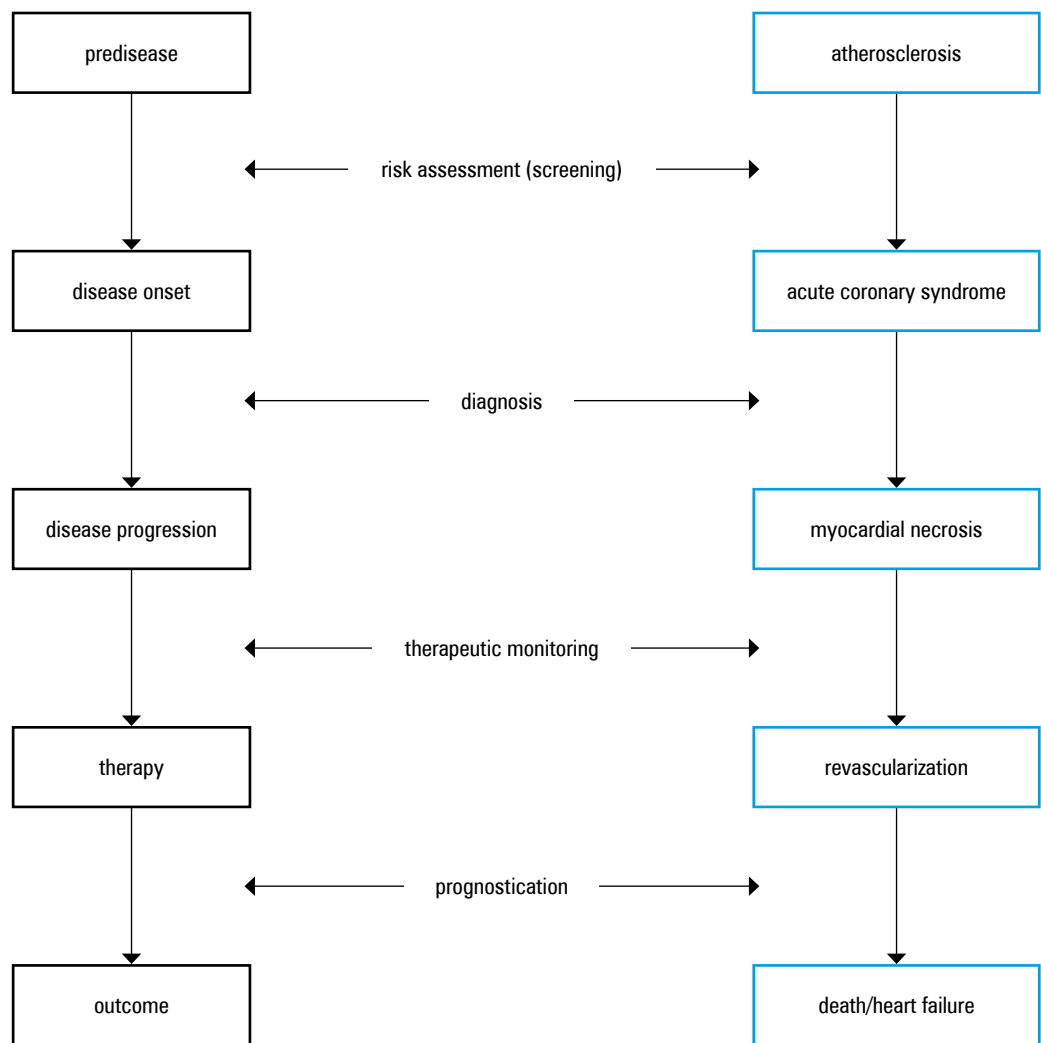 predisease
atherosclerosis
risk assessment (screening)
disease onset
acute coronary syndrome
diagnosis
disease progression
myocardial necrosis
therapeutic monitoring
therapy
revascularization
prognostication
outcome
death/heart failure